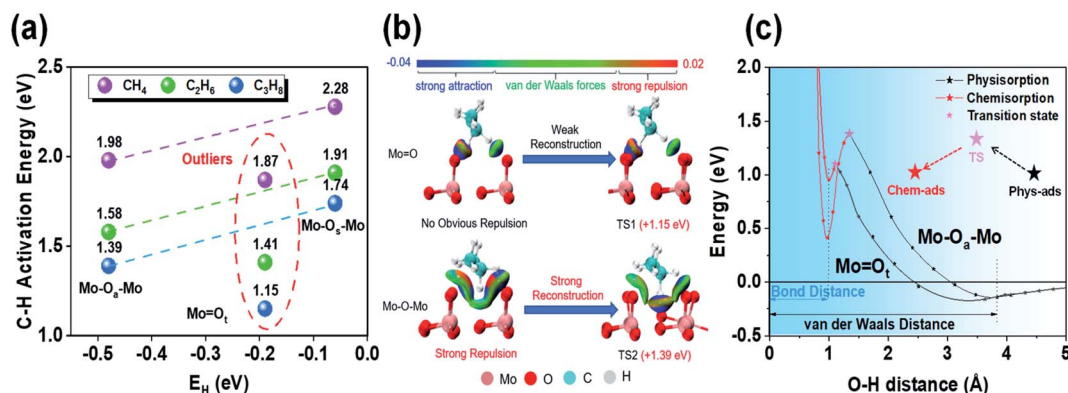 (a)
C-H Activation Energy (eV)
2.5
2.0
1.5
1.0
CH4
C2H6
C3H8
2.28
1.98
Outliers
1.87
1.91
1.74
1.58
Mo-Os-Mo
1.39
1.41
Mo-Oa-Mo
Mo=Ot
1.15
-0.5
-0.4
-0.3
-0.2
-0.1
0.0
EH (eV)
(b)
-0.04
0.02
strong attraction
van der Waals forces
strong repulsion
Mo=O
Weak
Reconstruction
No Obvious Repulsion
TS1 (+1.15 eV)
Mo-O-Mo
Strong
Reconstruction
Strong Repulsion
TS2 (+1.39 eV)
Mo
O
C
H
(c)
Energy (eV)
2.0
1.5
1.0
0.5
0.0
-0.5
Physisorption
Chemisorption
Transition state
TS
Chem-ads
Phys-ads
Mo-Oa-Mo
Mo=Ot
Bond Distance
van der Waals Distance
0
1
2
3
4
5
O-H distance (Å)